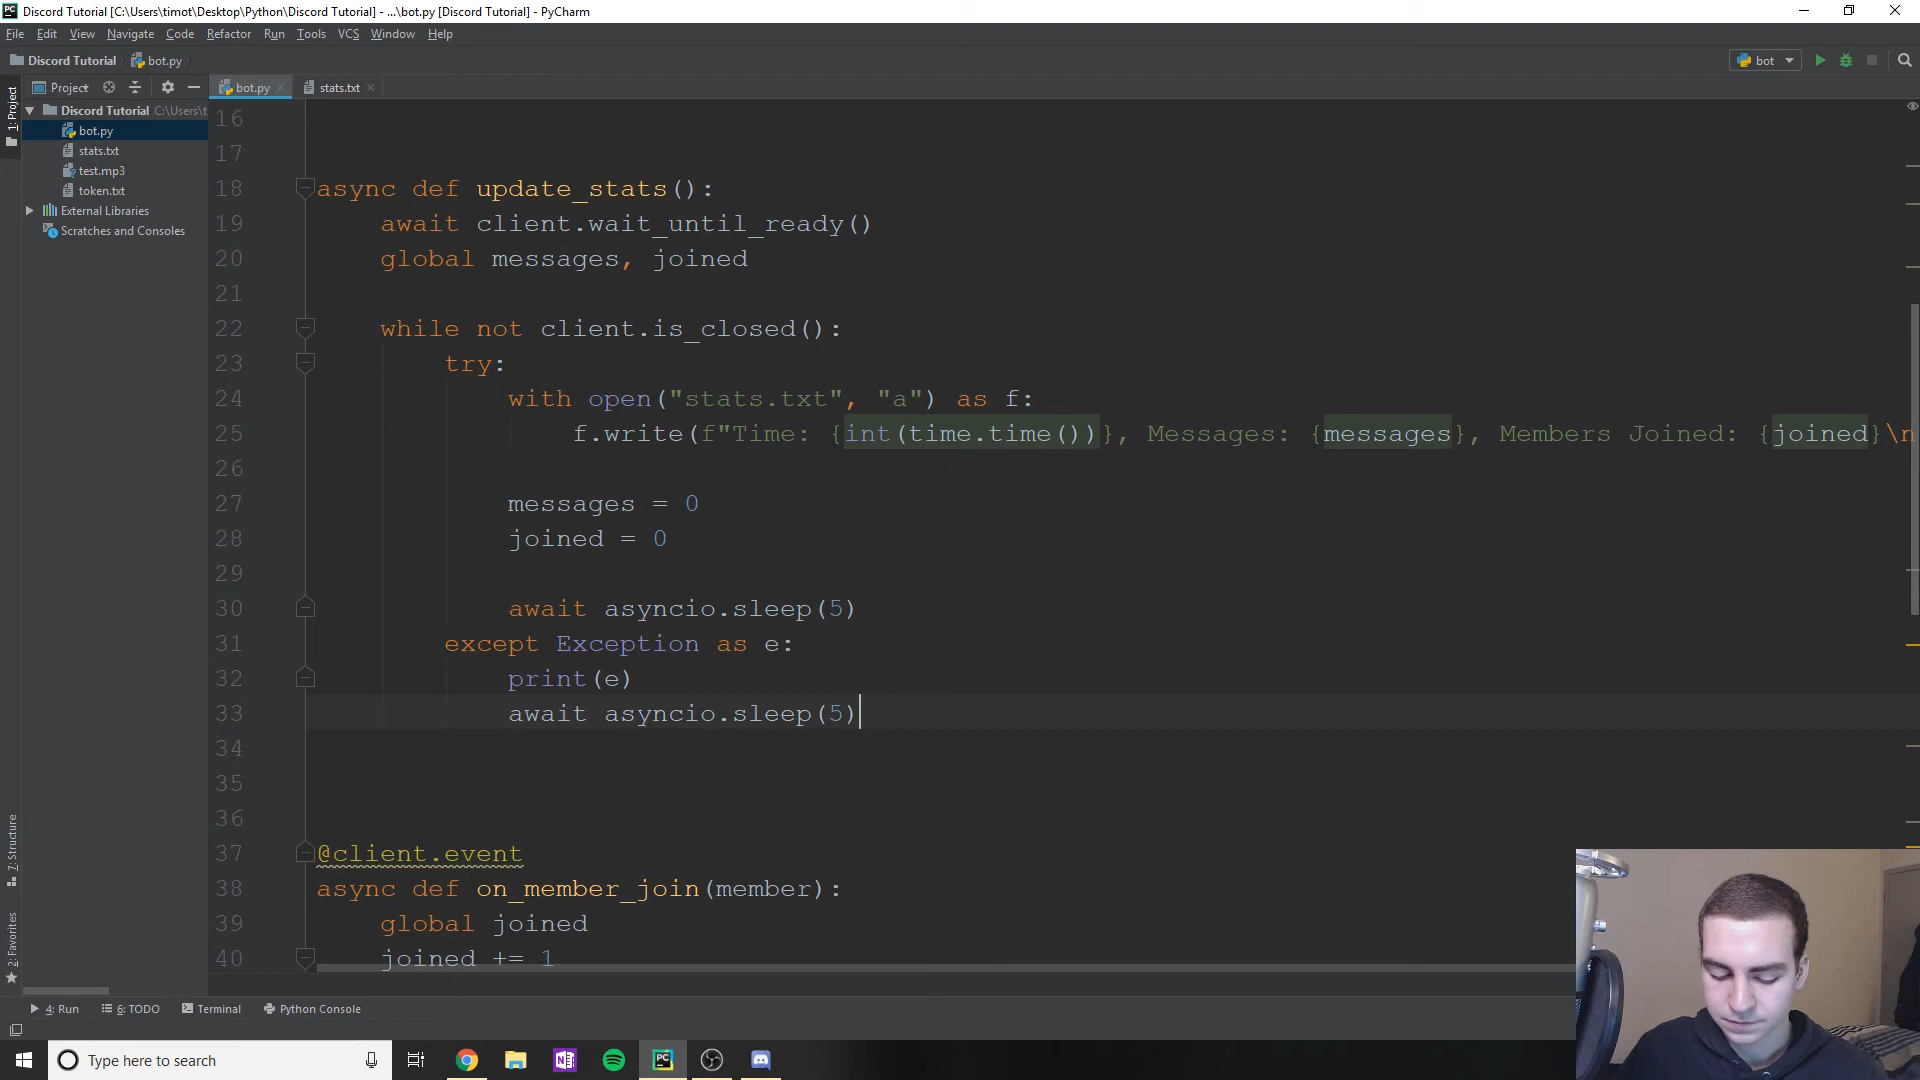 Discord Tutorial [C:\Users\timot\Desktop\Python\Discord Tutorial] - ...\bot.py [Discord Tutorial] - PyCharm
File Edit View Navigate Code Refactor Run Tools VCS Window Help
Discord Tutorial bot.py bot
1: Project
Project
bot.py stats.txt
Discord Tutorial C:\Users\t
bot.py
stats.txt
test.mp3
token.txt
External Libraries
Scratches and Consoles
16
17
18 async def update_stats():
19 await client.wait_until_ready()
20 global messages, joined
21
22 while not client.is_closed():
23 try:
24 with open("stats.txt", "a") as f:
25 f.write(f"Time: {int(time.time())}, Messages: {messages}, Members Joined: {joined}\n
26
27 messages = 0
28 joined = 0
29
30 await asyncio.sleep(5)
31 except Exception as e:
32 print(e)
33 await asyncio.sleep(5)
34
35
36
37 @client.event
38 async def on_member_join(member):
39 global joined
40 joined += 1
7: Structure
2: Favorites
4: Run 6: TODO Terminal Python Console
Type here to search